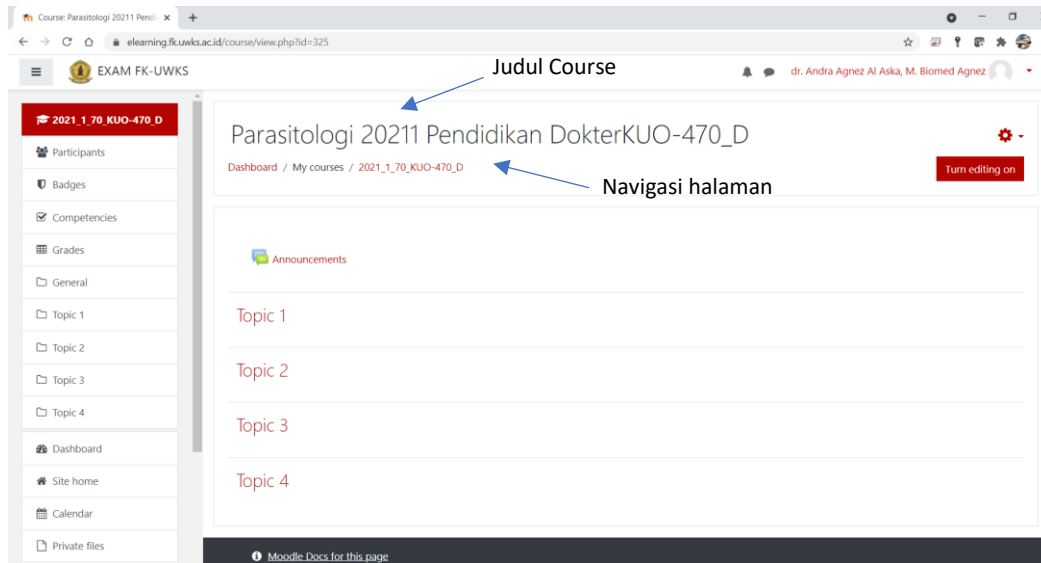 Course: Parasitologi 20211 Pendi
elearning.fk.uwks.ac.id/course/view.php?id=325
EXAM FK-UWKS
Judul Course
dr. Andra Agnez Al Aska, M. Biomed Agnez
2021_1_70_KUO-470_D
Participants
Badges
Competencies
Grades
General
Topic 1
Topic 2
Topic 3
Topic 4
Dashboard
Site home
Calendar
Private files
Parasitologi 20211 Pendidikan DokterKUO-470_D
Dashboard / My courses / 2021_1_70_KUO-470_D
Turn editing on
Navigasi halaman
Announcements
Topic 1
Topic 2
Topic 3
Topic 4
Moodle Docs for this page